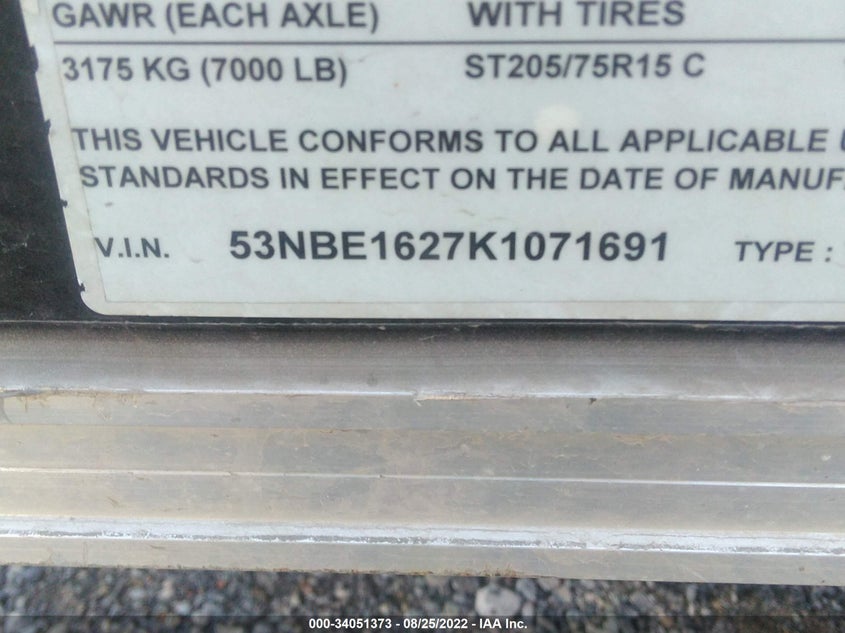 GAWR (EACH AXLE) WITH TIRES
3175 KG (7000 LB) ST205/75R15 C
THIS VEHICLE CONFORMS TO ALL APPLICABLE
STANDARDS IN EFFECT ON THE DATE OF MANUF
V.I.N. 53NBE1627K1071691 TYPE :
000-34051373 - 08/25/2022 - IAA Inc.